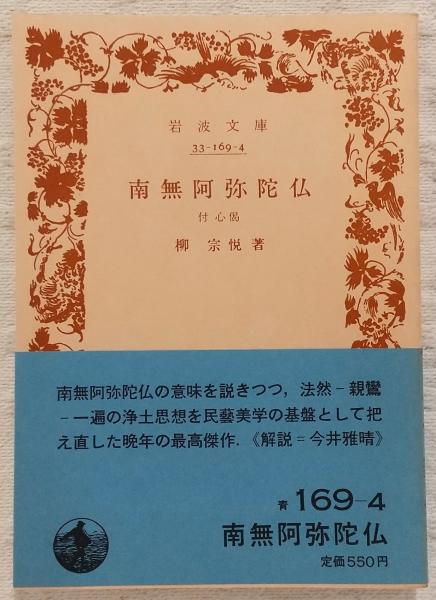 岩波文庫
33-169-4
南無阿弥陀仏
付心偈
柳 宗悦著
南無阿弥陀仏の意味を説きつつ，法然－親鸞
－一遍の浄土思想を民藝美学の基盤として把
え直した晩年の最高傑作．《解説＝今井雅晴》
青 169-4
南無阿弥陀仏
定価550円